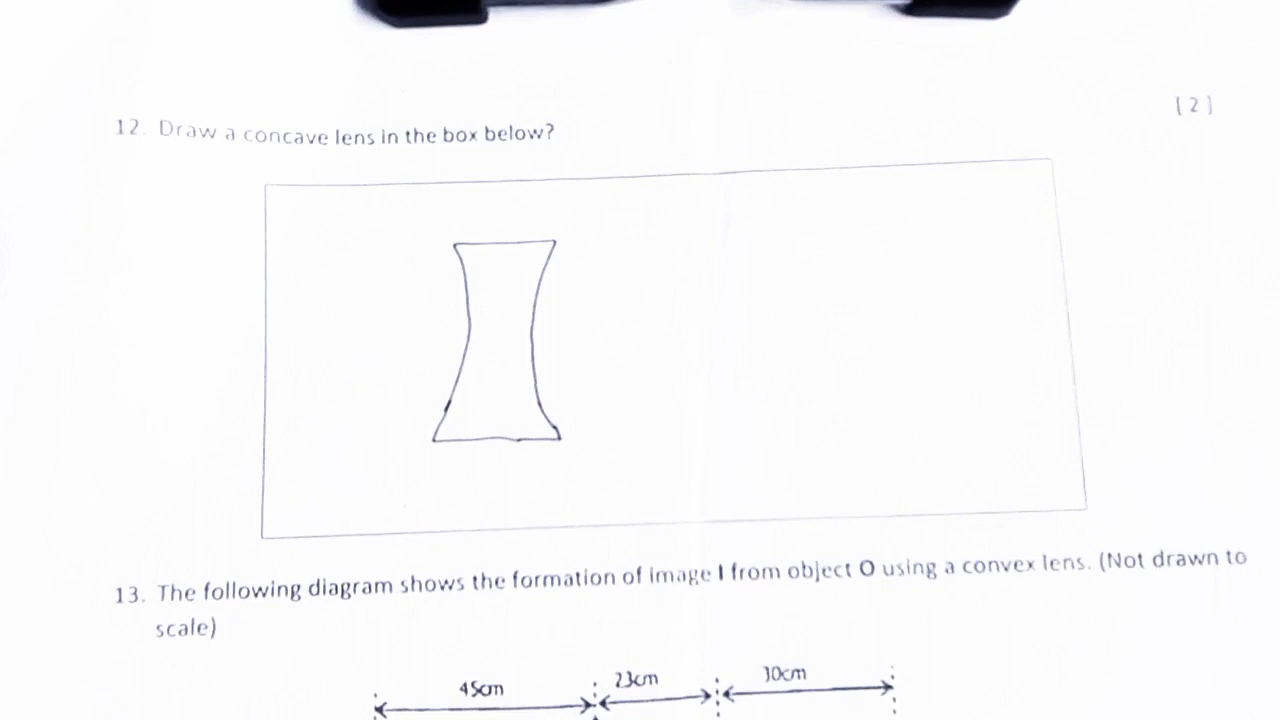 [2]
12. Draw a concave lens in the box below?
13. The following diagram shows the formation of image I from object O using a convex lens. (Not drawn to
scale)
45cm 23cm 30cm